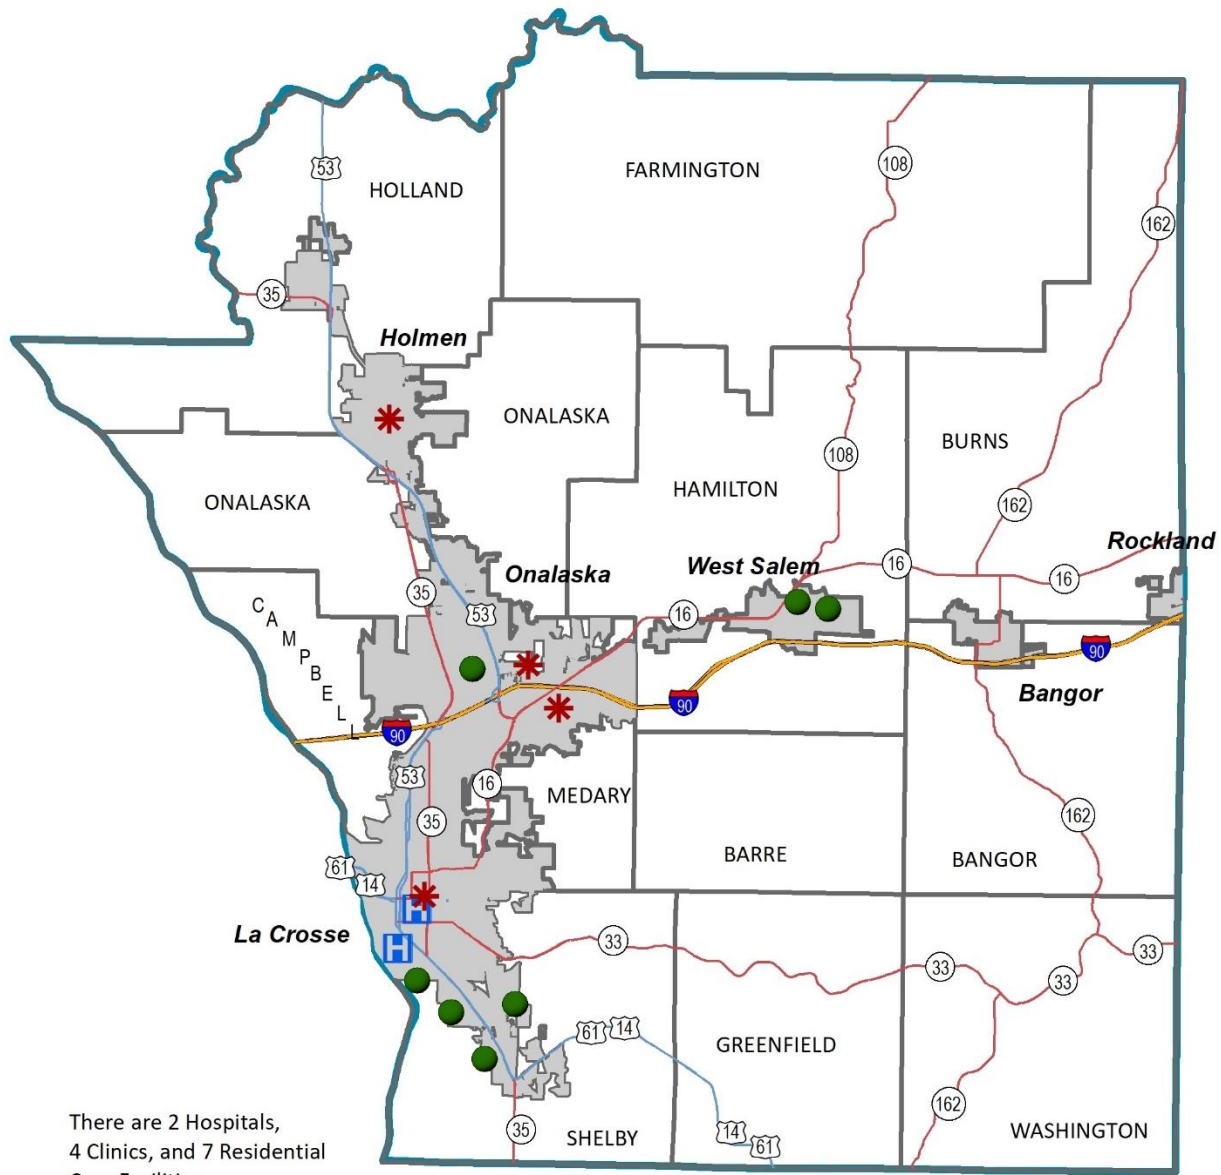 53
HOLLAND
FARMINGTON
108
162
35
Holmen
ONALASKA
108
BURNS
ONALASKA
HAMILTON
162
Rockland
West Salem
16
16
Onalaska
35
53
16
CAMPBELL
90
90
90
Bangor
53
16
MEDARY
35
162
BARRE
BANGOR
61
14
H
La Crosse
H
33
33
33
33
61
14
GREENFIELD
162
14
61
35
SHELBY
WASHINGTON
There are 2 Hospitals,
4 Clinics, and 7 Residential